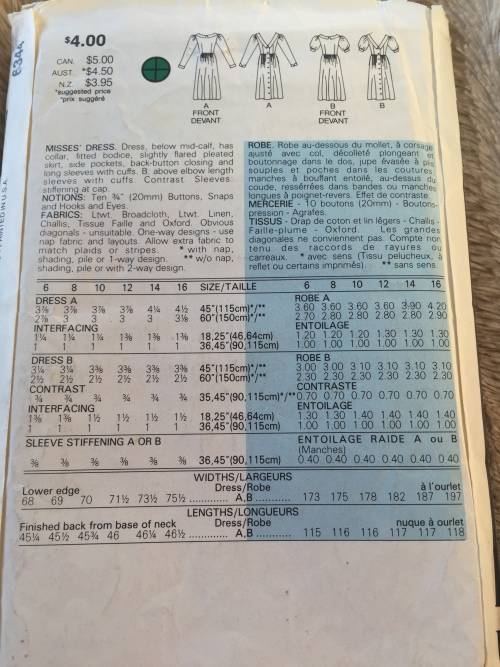 6344
PRINTED IN U.S.A.
$4.00
CAN. $5.00
AUST. *$4.50
N.Z. $3.95
*suggested price
*prix suggéré
A
FRONT
DEVANT
A
B
FRONT
DEVANT
B
MISSES' DRESS. Dress, below mid-calf, has
collar, fitted bodice, slightly flared pleated
skirt, side pockets, back-button closing and
long sleeves with cuffs. B: above elbow length
sleeves with cuffs. Contrast Sleeves
stiffening at cap.
NOTIONS: Ten ¾" (20mm) Buttons, Snaps
and Hooks and Eyes.
FABRICS: Ltwt. Broadcloth, Ltwt. Linen,
Challis, Tissue Faille and Oxford. Obvious
diagonals - unsuitable. One-way designs - use
nap fabric and layouts. Allow extra fabric to
match plaids or stripes. * with nap,
shading, pile or 1-way design. ** w/o nap,
shading, pile or with 2-way design.
ROBE. Robe au-dessous du mollet, à corsage
ajusté avec col, décolleté plongeant et
boutonnage dans le dos, jupe évasée à plis
souples et poches dans les coutures,
manches à bouffant entoilé, au-dessus du
coude, resserrées dans bandes ou manches
longues à poignet-revers. Effet de contraste.
MERCERIE - 10 boutons (20mm) - Boutons-
pression - Agrafes.
TISSUS - Drap de coton et lin légers - Challis -
Faille-plume - Oxford. Les grandes
diagonales ne conviennent pas. Compte non
tenu des raccords de rayures ou
carreaux. * avec sens (Tissu pelucheux, à
reflet ou certains imprimés). ** sans sens.
6 8 10 12 14 16 SIZE/TAILLE 6 8 10 12 14 16
DRESS A ROBE A
3⅞ 3⅞ 3⅞ 3⅞ 4¼ 4½ 45"(115cm)*/** 3.60 3.60 3.60 3.60 3.90 4.20
2⅞ 3 3 3 3 3⅛ 60"(150cm)*/** 2.70 2.80 2.80 2.80 2.80 2.90
INTERFACING ENTOILAGE
1¼ 1¼ 1¼ 1⅜ 1⅜ 1⅜ 18,25"(46,64cm) 1.20 1.20 1.20 1.30 1.30 1.30
1 1 1 1 1 1 36,45"(90,115cm) 1.00 1.00 1.00 1.00 1.00 1.00
DRESS B ROBE B
3¼ 3¼ 3⅜ 3⅜ 3⅜ 3⅜ 45"(115cm)*/** 3.00 3.00 3.10 3.10 3.10 3.10
2½ 2½ 2½ 2½ 2½ 2½ 60"(150cm)*/** 2.30 2.30 2.30 2.30 2.30 2.30
CONTRAST CONTRASTE
¾ ¾ ¾ ¾ ¾ ¾ 35,45"(90,115cm)*/** 0.70 0.70 0.70 0.70 0.70 0.70
INTERFACING ENTOILAGE
1⅜ 1⅜ 1½ 1½ 1½ 1½ 18,25"(46,64cm) 1.30 1.30 1.40 1.40 1.40 1.40
1 1 1 1 1 1 36,45"(90,115cm) 1.00 1.00 1.00 1.00 1.00 1.00
SLEEVE STIFFENING A OR B ENTOILAGE RAIDE A ou B
(Manches)
⅜ ⅜ ⅜ ⅜ ⅜ ⅜ 36,45"(90,115cm) 0.40 0.40 0.40 0.40 0.40 0.40
WIDTHS/LARGEURS
Lower edge Dress/Robe à l'ourlet
68 69 70 71½ 73½ 75½ ............ A,B ............ 173 175 178 182 187 197
LENGTHS/LONGUEURS
Finished back from base of neck Dress/Robe nuque à ourlet
45¼ 45½ 45¾ 46 46¼ 46½ ............ A,B ............ 115 116 116 117 117 118